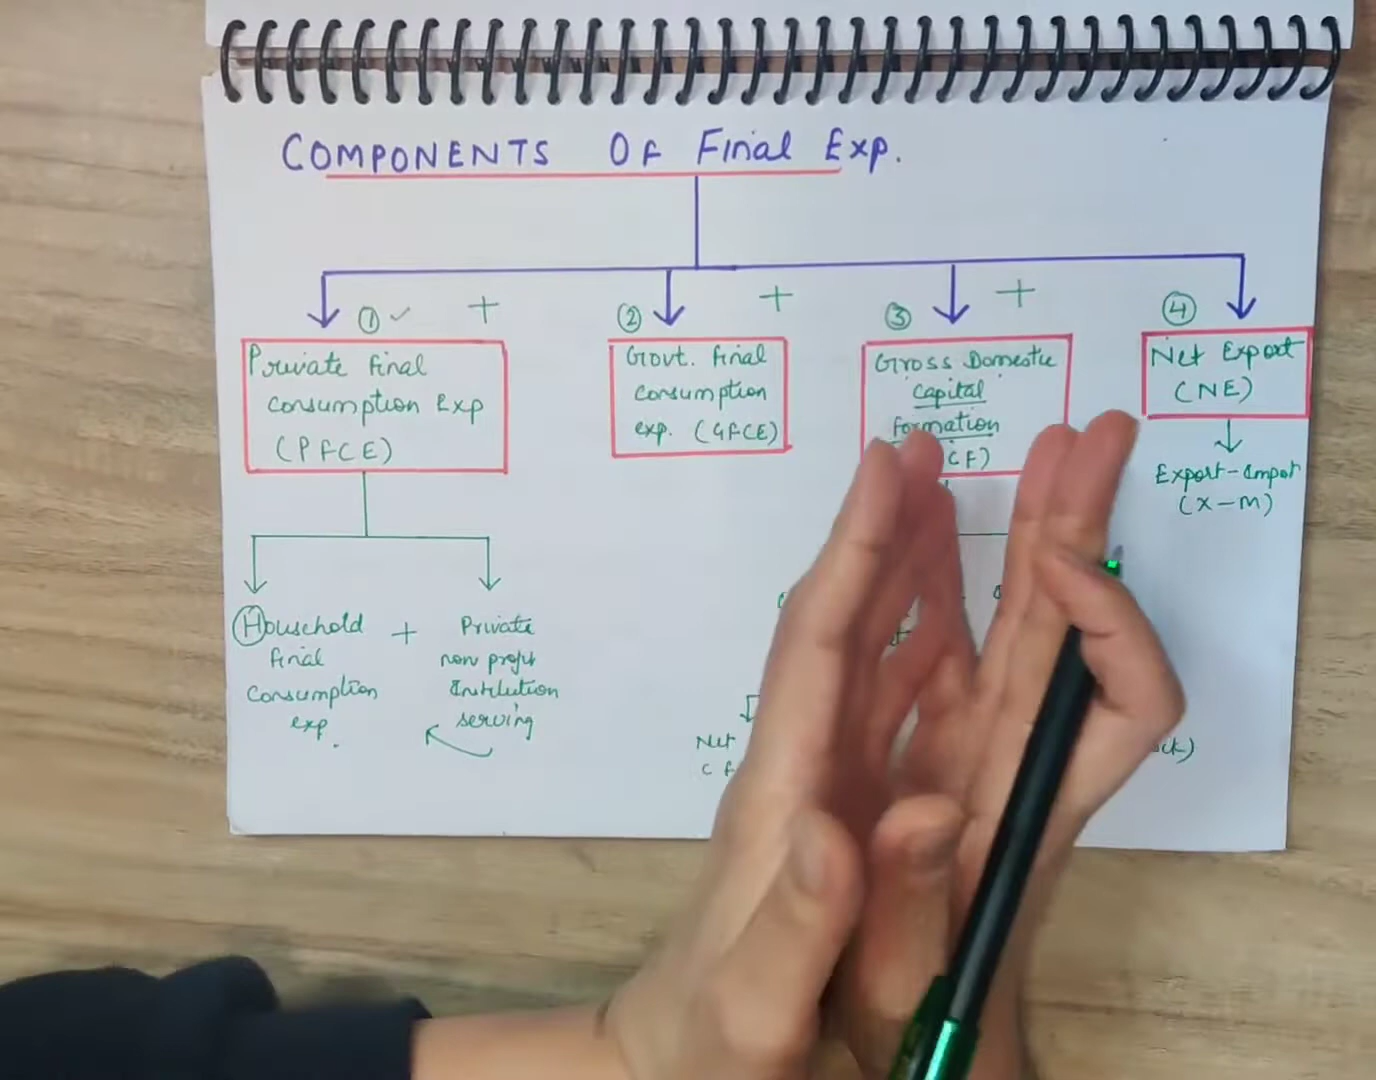 COMPONENTS OF Final Exp.
+ + +
① ✓ ② ③ ④
Private final
consumption Exp
(PFCE)
Govt. final
consumption
exp. (GFCE)
Gross Domestic
Capital
formation
CF)
Net Export
(NE)
Export-Import
(X-M)
Household
final
Consumption
exp.
+
Private
non profit
Institution
serving
Net